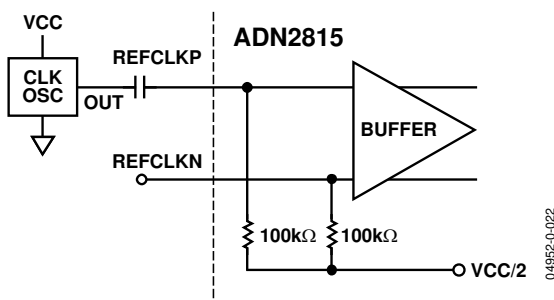 VCC
ADN2815
REFCLKP
CLK
OSC
OUT
BUFFER
REFCLKN
100kΩ
100kΩ
VCC/2
04952-0-022